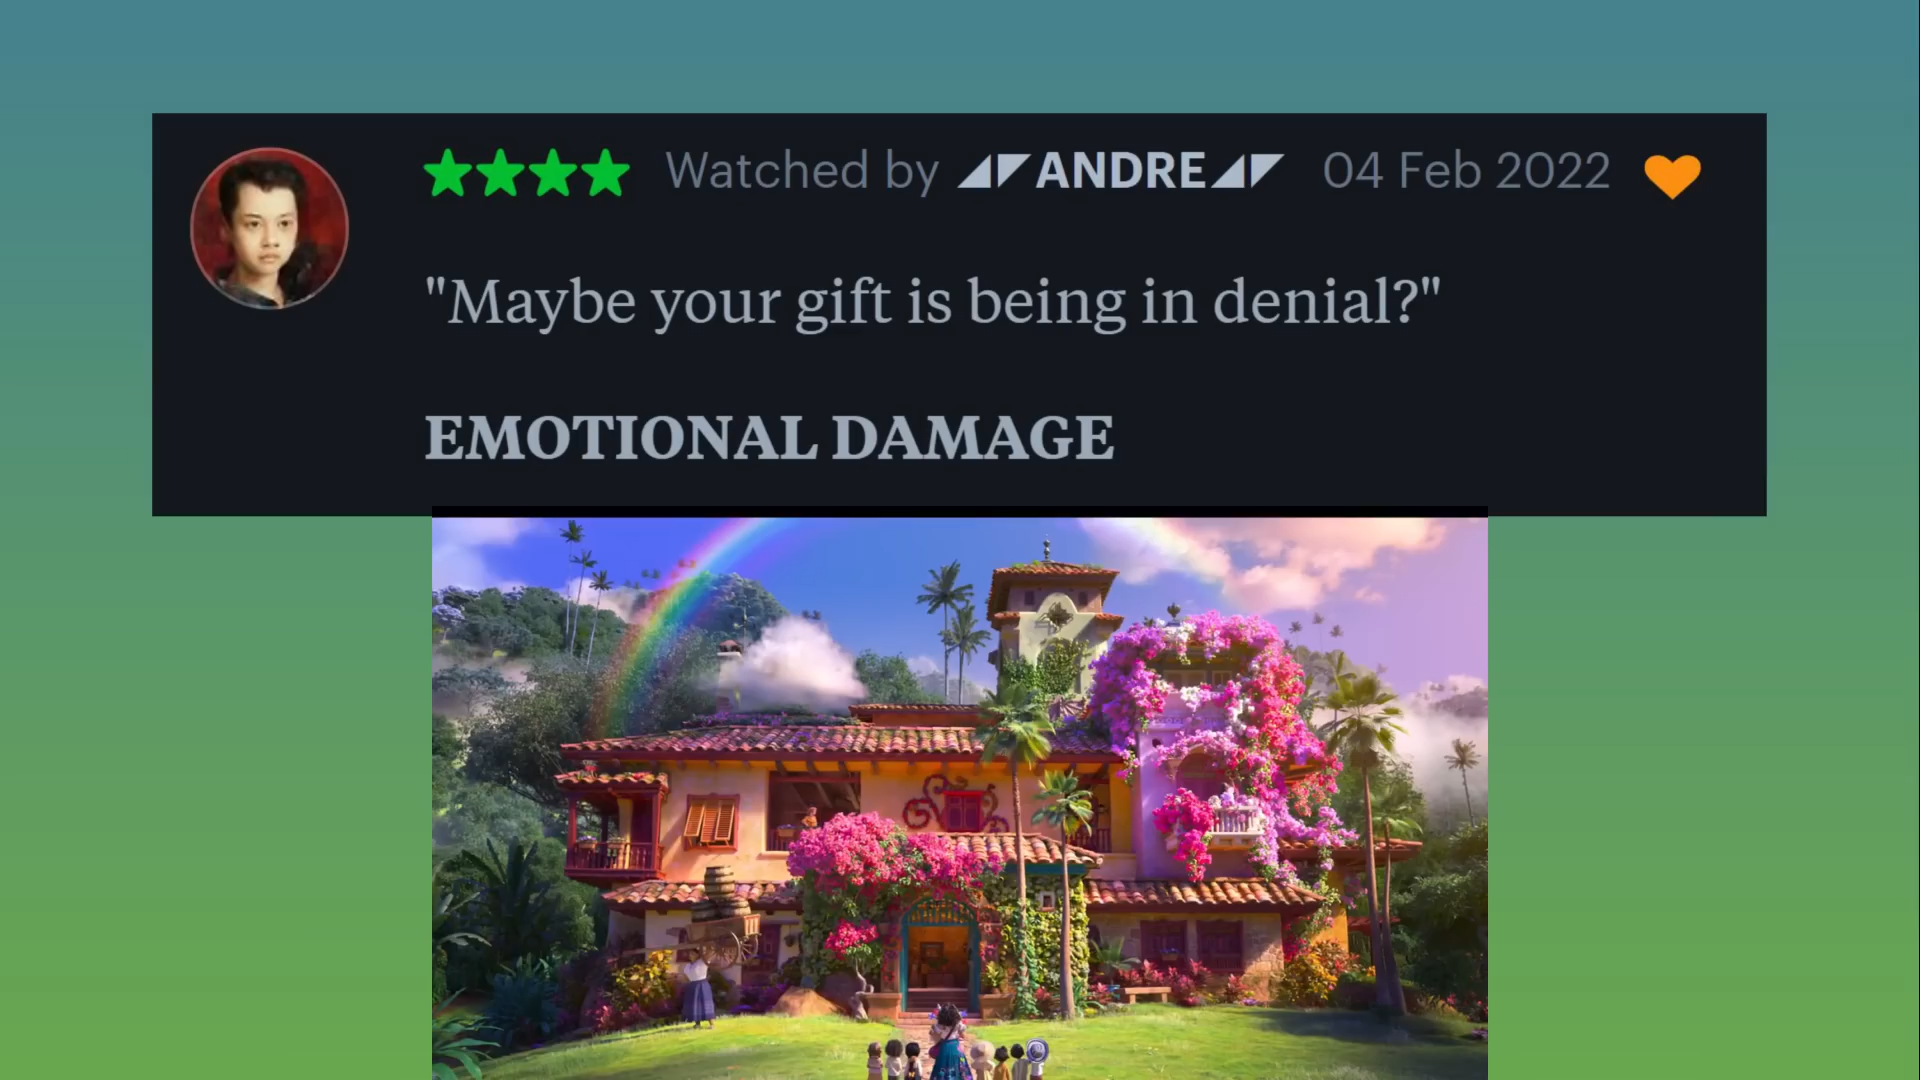 ★★★★ Watched by ◢◤ANDRE◢◤ 04 Feb 2022 🧡
"Maybe your gift is being in denial?"
EMOTIONAL DAMAGE